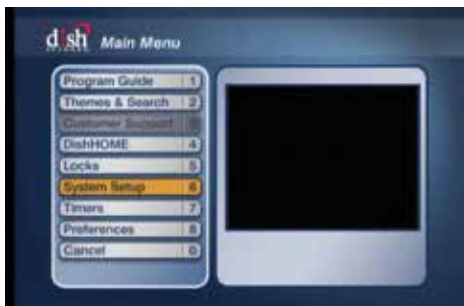 dish Main Menu
NETWORK
Program Guide 1
Themes & Search 2
Customer Support 3
DishHOME 4
Locks 5
System Setup 6
Timers 7
Preferences 8
Cancel 0